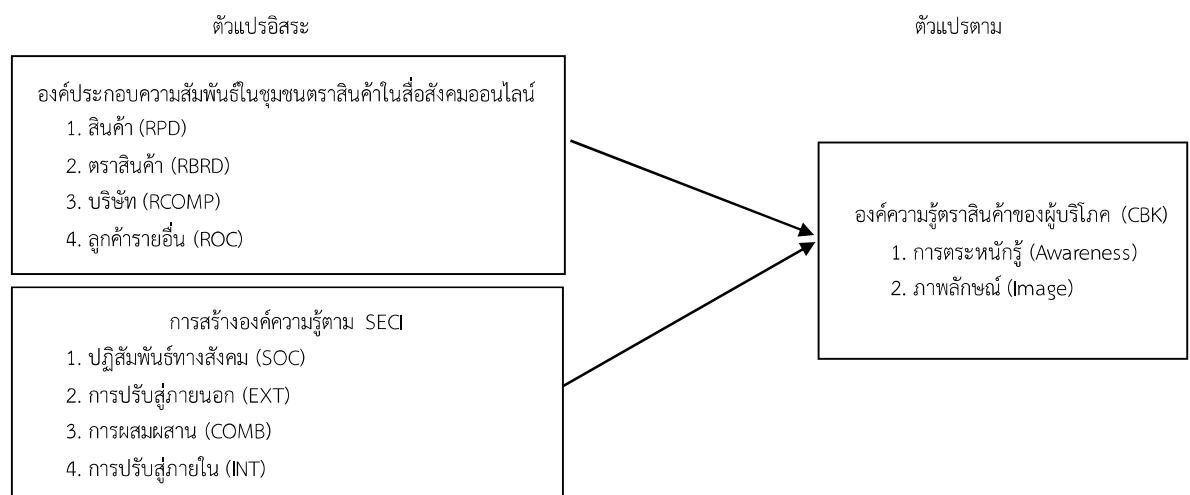 ตัวแปรอิสระ
ตัวแปรตาม
องค์ประกอบความสัมพันธ์ในชุมชนตราสินค้าในสื่อสังคมออนไลน์
1. สินค้า (RPD)
2. ตราสินค้า (RBRD)
3. บริษัท (RCOMP)
4. ลูกค้ารายอื่น (ROC)
การสร้างองค์ความรู้ตาม SECI
1. ปฏิสัมพันธ์ทางสังคม (SOC)
2. การปรับสู่ภายนอก (EXT)
3. การผสมผสาน (COMB)
4. การปรับสู่ภายใน (INT)
องค์ความรู้ตราสินค้าของผู้บริโภค (CBK)
1. การตระหนักรู้ (Awareness)
2. ภาพลักษณ์ (Image)